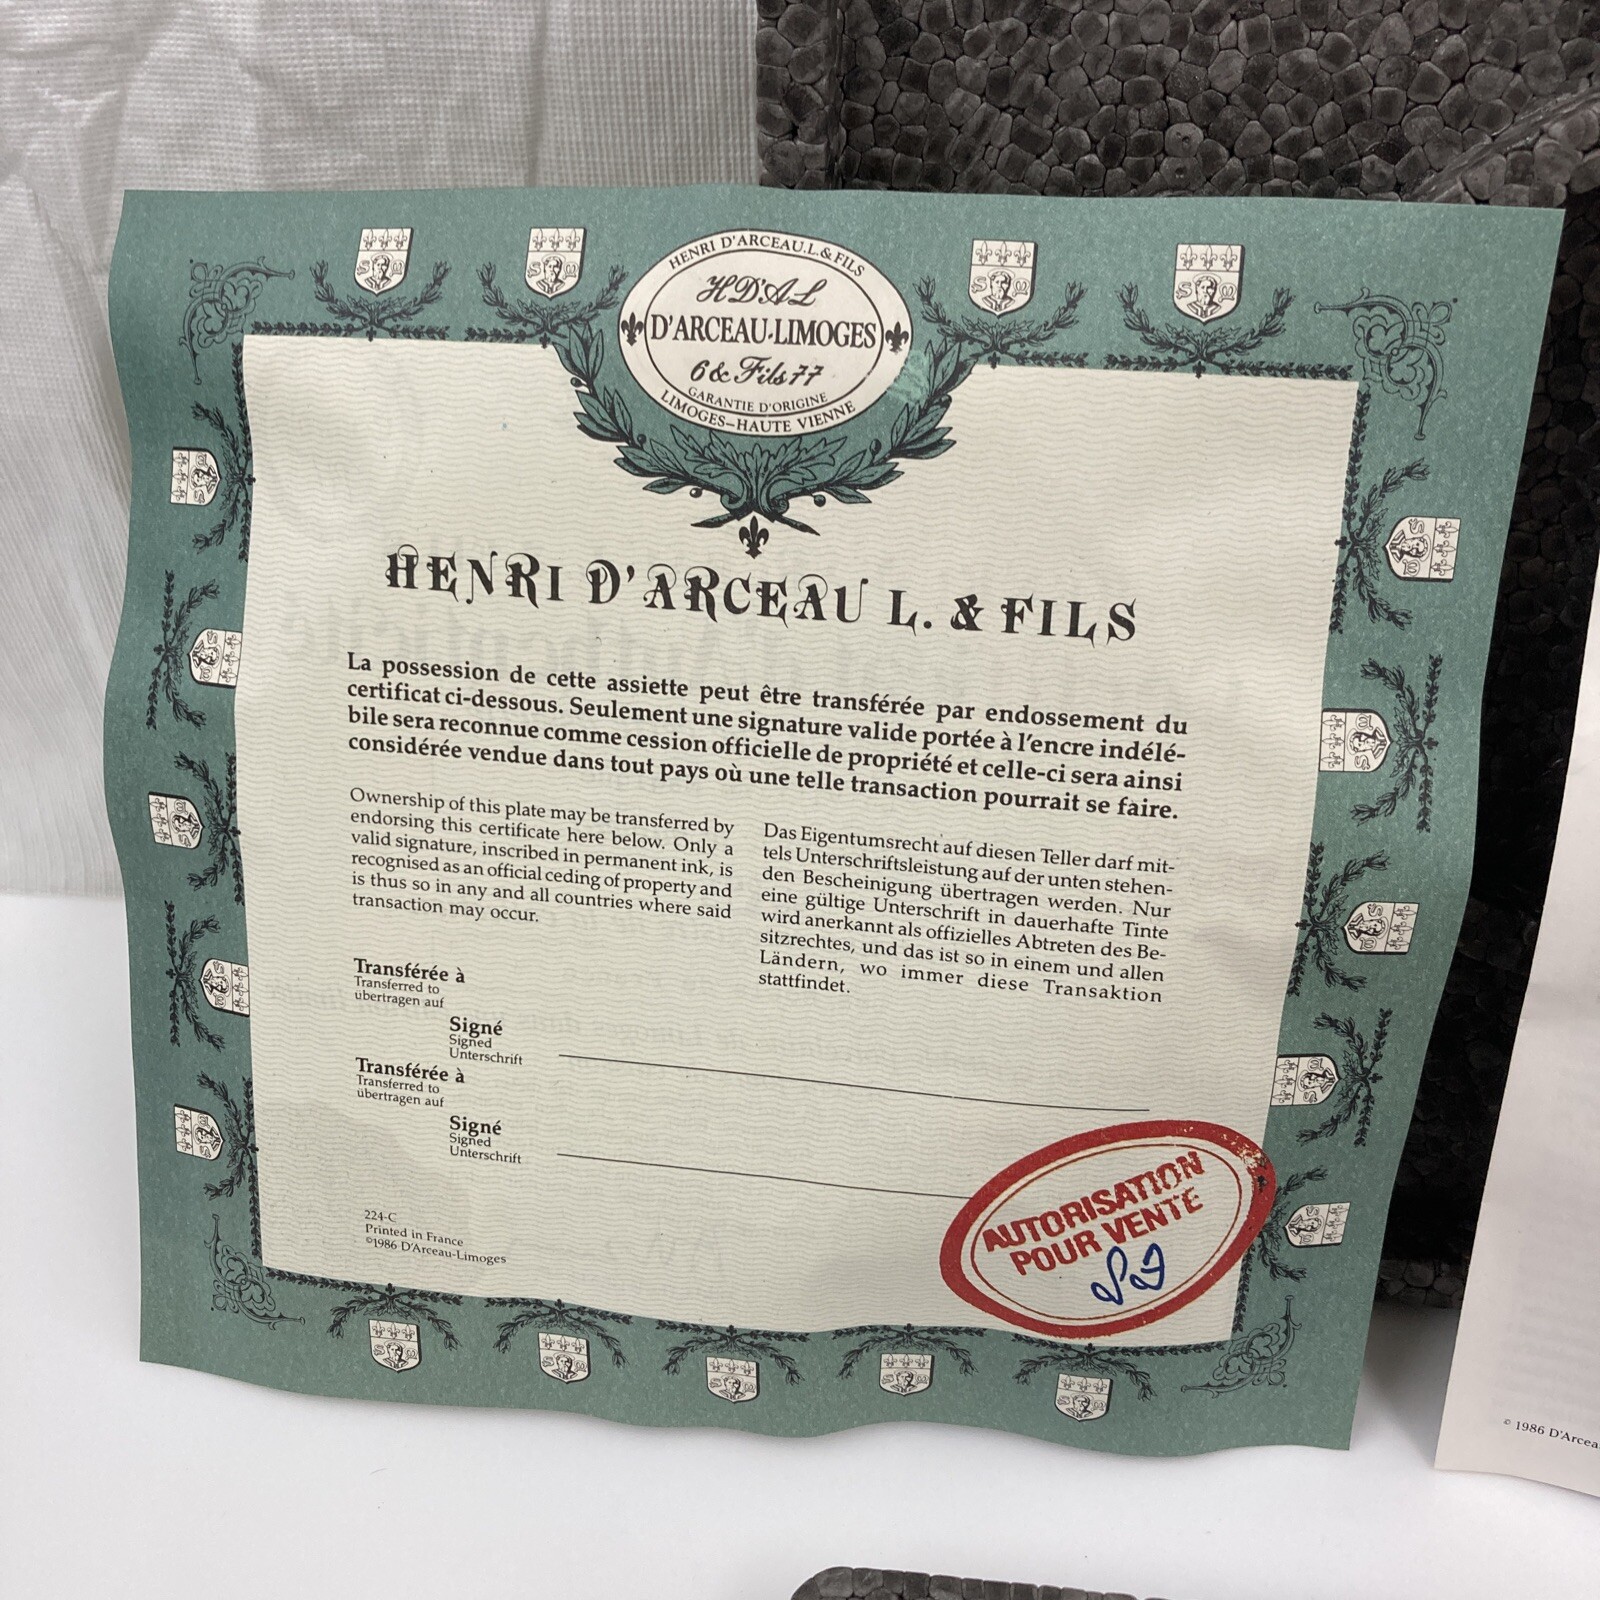 HENRI D'ARCEAU.L.& FILS
HD'AL
D'ARCEAU-LIMOGES
6 & Fils 77
GARANTIE D'ORIGINE
LIMOGES–HAUTE VIENNE
HENRI D'ARCEAU L. & FILS
La possession de cette assiette peut être transférée par endossement du
certificat ci-dessous. Seulement une signature valide portée à l'encre indélé-
bile sera reconnue comme cession officielle de propriété et celle-ci sera ainsi
considérée vendue dans tout pays où une telle transaction pourrait se faire.
Ownership of this plate may be transferred by
endorsing this certificate here below. Only a
valid signature, inscribed in permanent ink, is
recognised as an official ceding of property and
is thus so in any and all countries where said
transaction may occur.
Das Eigentumsrecht auf diesen Teller darf mit-
tels Unterschriftsleistung auf der unten stehen-
den Bescheinigung übertragen werden. Nur
eine gültige Unterschrift in dauerhafte Tinte
wird anerkannt als offizielles Abtreten des Be-
sitzrechtes, und das ist so in einem und allen
Ländern, wo immer diese Transaktion
stattfindet.
Transférée à
Transferred to
übertragen auf
Signé
Signed
Unterschrift
Transférée à
Transferred to
übertragen auf
Signé
Signed
Unterschrift
224-C
Printed in France
©1986 D'Arceau-Limoges
AUTORISATION
POUR VENTE
© 1986 D'Arcea